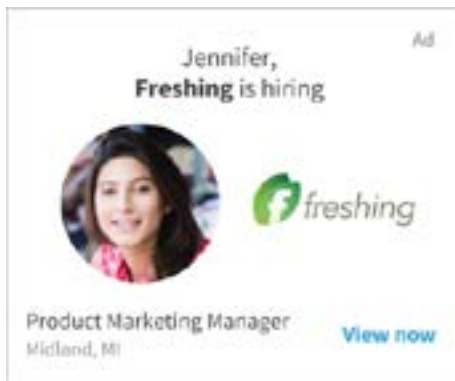 Ad
Jennifer,
Freshing is hiring
freshing
Product Marketing Manager
Midland, MI
View now